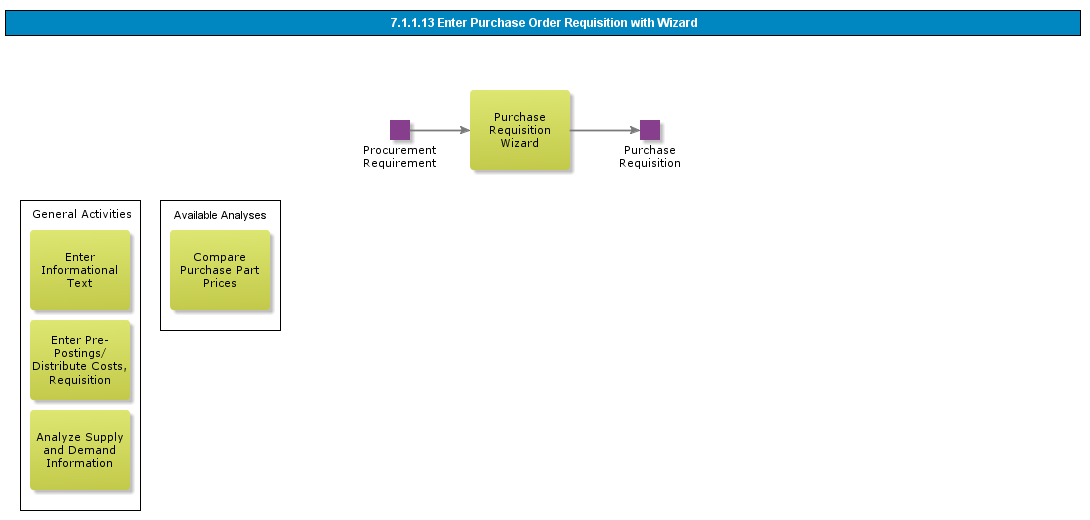 7.1.1.13 Enter Purchase Order Requisition with Wizard
Purchase
Requisition
Wizard
Procurement
Requirement
Purchase
Requisition
General Activities
Enter
Informational
Text
Enter Pre-
Postings/
Distribute Costs,
Requisition
Analyze Supply
and Demand
Information
Available Analyses
Compare
Purchase Part
Prices